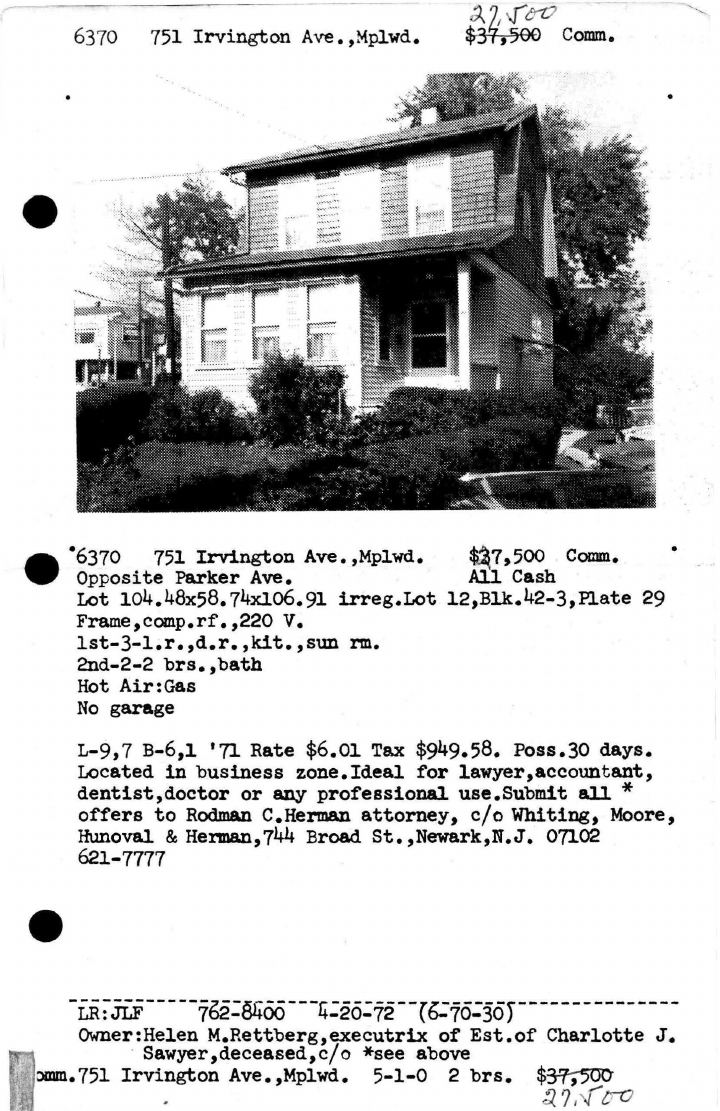 27,500
6370 751 Irvington Ave.,Mplwd. $37,500 Comm.
6370 751 Irvington Ave.,Mplwd. $27,500 Comm.
Opposite Parker Ave. All Cash
Lot 104.48x58.74x106.91 irreg.Lot 12,Blk.42-3,Plate 29
Frame,comp.rf.,220 V.
1st-3-l.r.,d.r.,kit.,sun rm.
2nd-2-2 brs.,bath
Hot Air:Gas
No garage
L-9,7 B-6,1 '71 Rate $6.01 Tax $949.58. Poss.30 days.
Located in business zone.Ideal for lawyer,accountant,
dentist,doctor or any professional use.Submit all *
offers to Rodman C.Herman attorney, c/o Whiting, Moore,
Hunoval & Herman,744 Broad St.,Newark,N.J. 07102
621-7777
LR:JLF 762-8400 4-20-72 (6-70-30)
Owner:Helen M.Rettberg,executrix of Est.of Charlotte J.
Sawyer,deceased,c/o *see above
omm.751 Irvington Ave.,Mplwd. 5-1-0 2 brs. $37,500
27,500